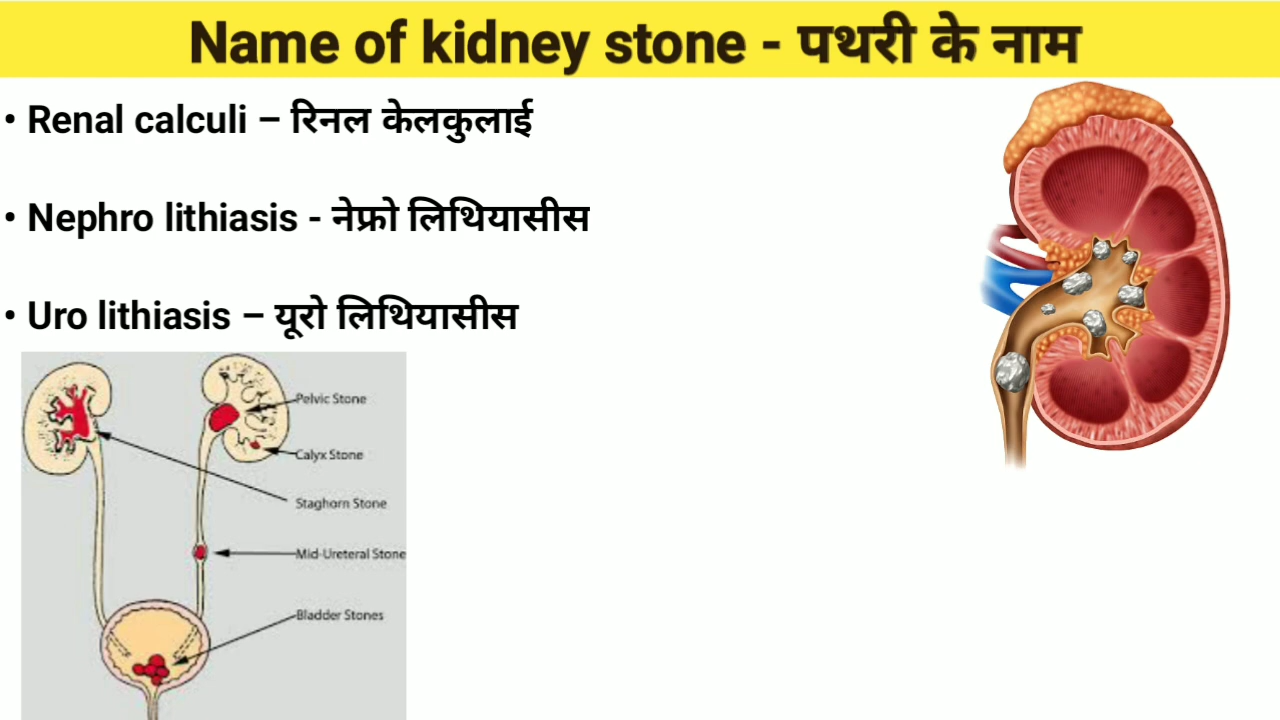 Name of kidney stone - पथरी के नाम
• Renal calculi – रिनल केलकुलाई
• Nephro lithiasis - नेफ्रो लिथियासीस
• Uro lithiasis – यूरो लिथियासीस
Pelvic Stone
Calyx Stone
Staghorn Stone
Mid-Ureteral Stone
Bladder Stones